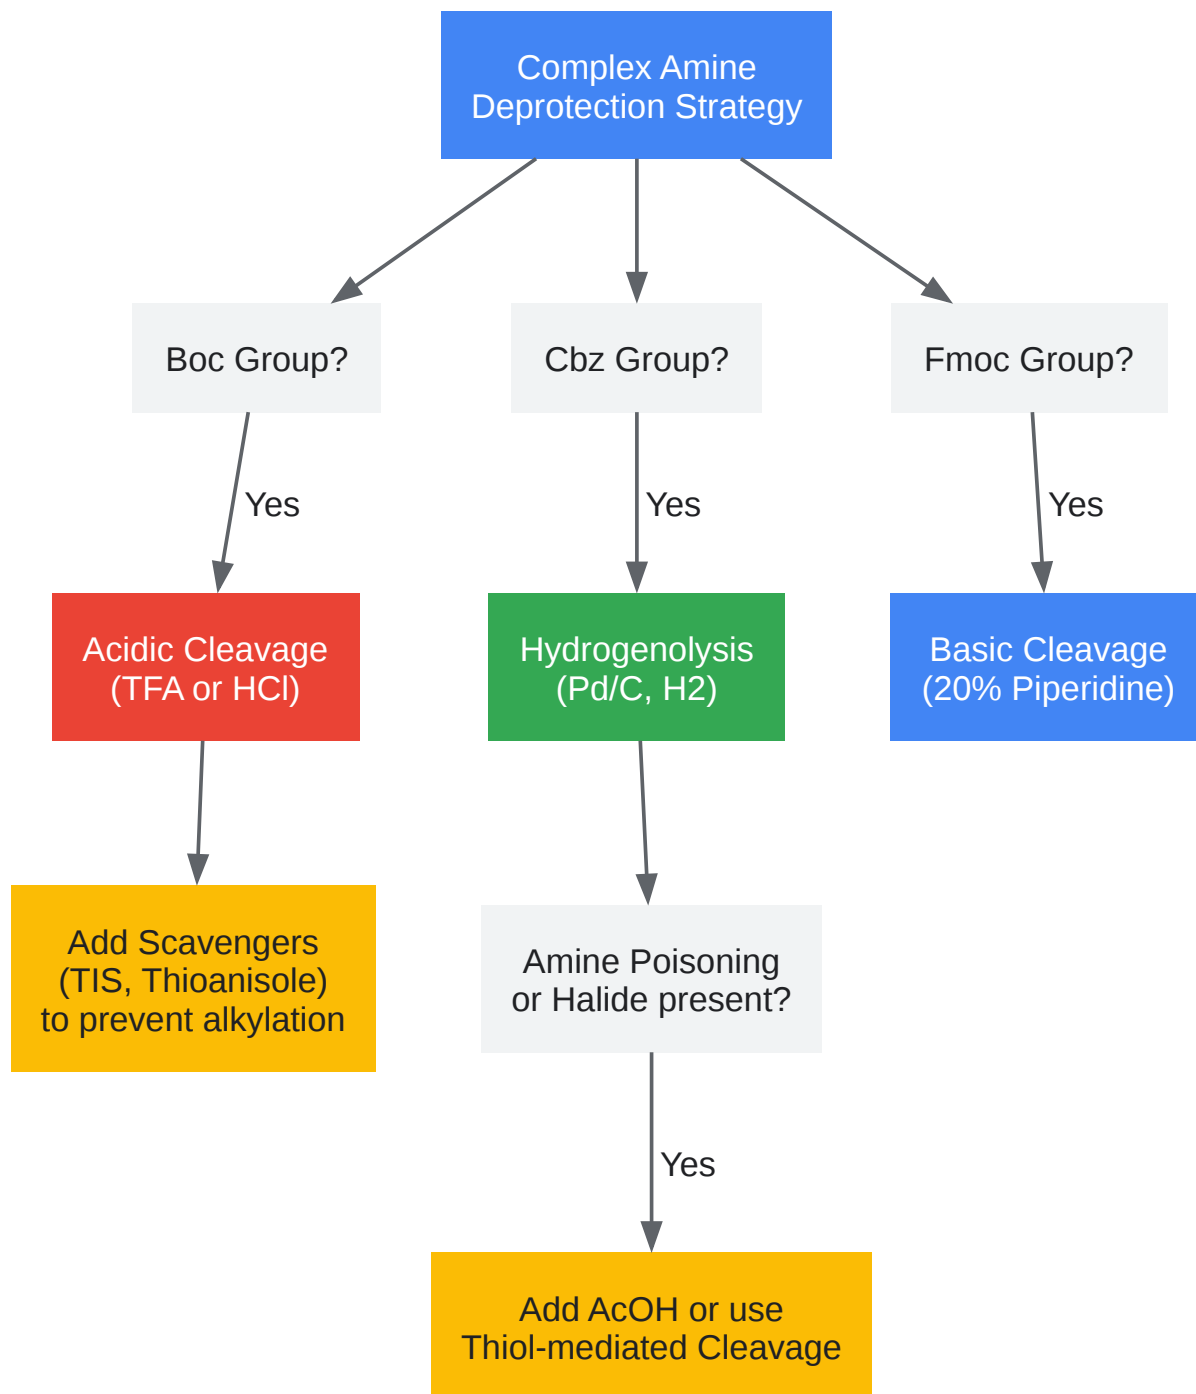 Complex Amine
Deprotection Strategy
Boc Group?
Cbz Group?
Fmoc Group?
Yes
Yes
Yes
Acidic Cleavage
(TFA or HCl)
Hydrogenolysis
(Pd/C, H2)
Basic Cleavage
(20% Piperidine)
Add Scavengers
(TIS, Thioanisole)
to prevent alkylation
Amine Poisoning
or Halide present?
Yes
Add AcOH or use
Thiol-mediated Cleavage